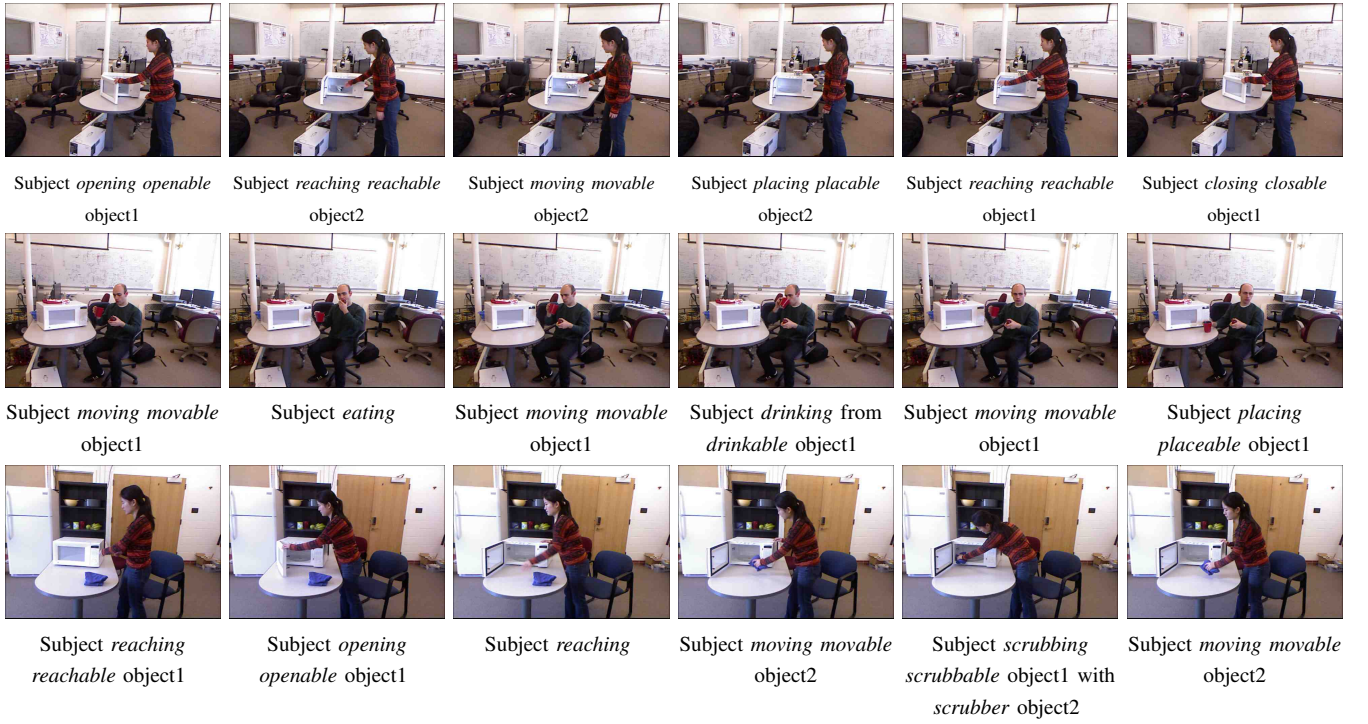 Subject opening openable
object1
Subject reaching reachable
object2
Subject moving movable
object2
Subject placing placable
object2
Subject reaching reachable
object1
Subject closing closable
object1
Subject moving movable
object1
Subject eating
Subject moving movable
object1
Subject drinking from
drinkable object1
Subject moving movable
object1
Subject placing
placeable object1
Subject reaching
reachable object1
Subject opening
openable object1
Subject reaching
Subject moving movable
object2
Subject scrubbing
scrubbable object1 with
scrubber object2
Subject moving movable
object2